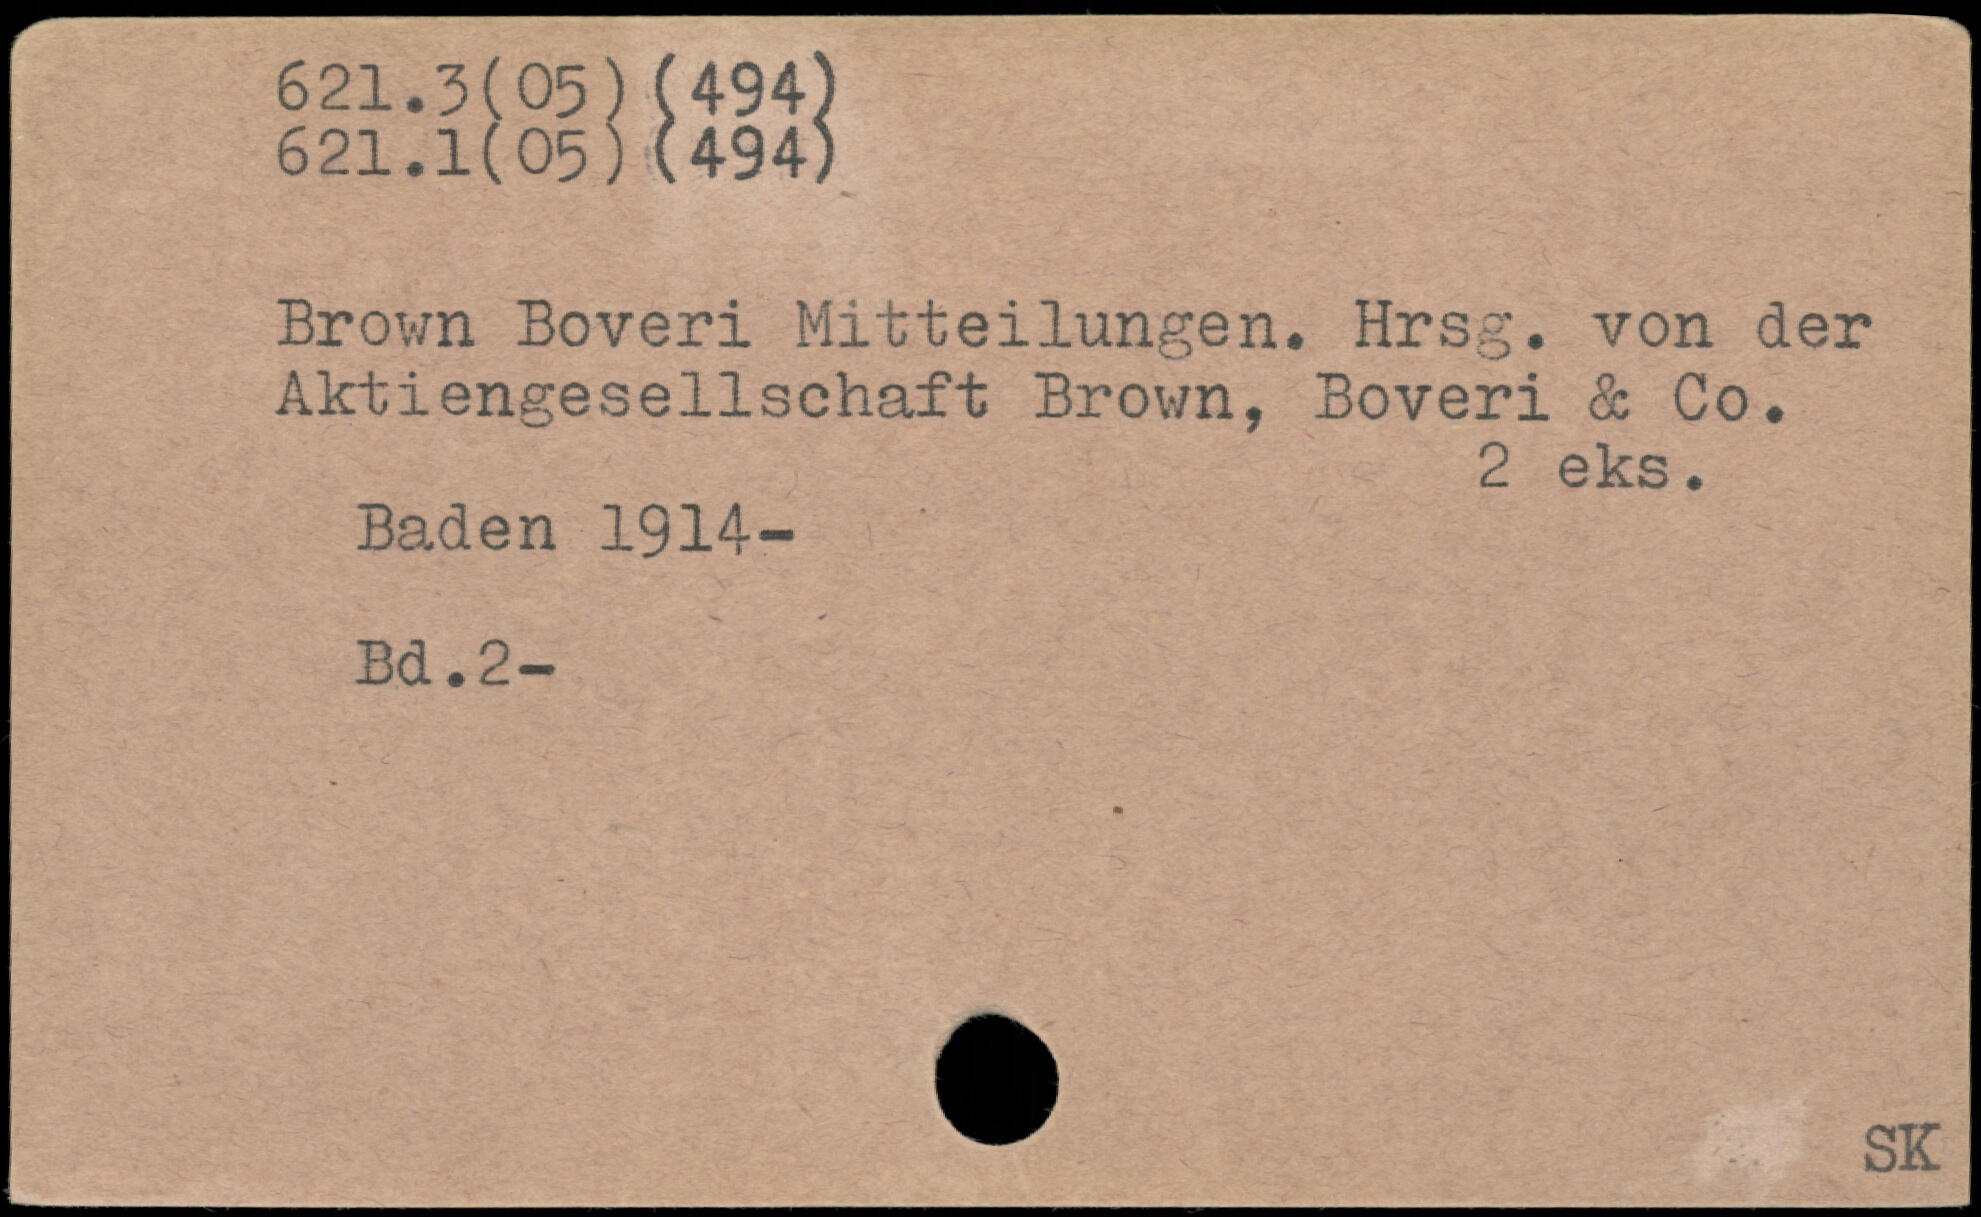 621.3(05)(494)
621.1(05)(494)
Brown Boveri Mitteilungen. Hrsg. von der
Aktiengesellschaft Brown, Boveri & Co.
2 eks.
Baden 1914-
Bd.2-
SK